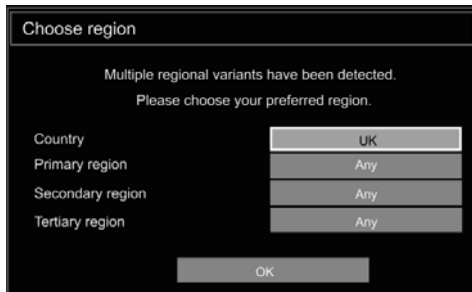 Choose region
Multiple regional variants have been detected.
Please choose your preferred region.
Country UK
Primary region Any
Secondary region Any
Tertiary region Any
OK